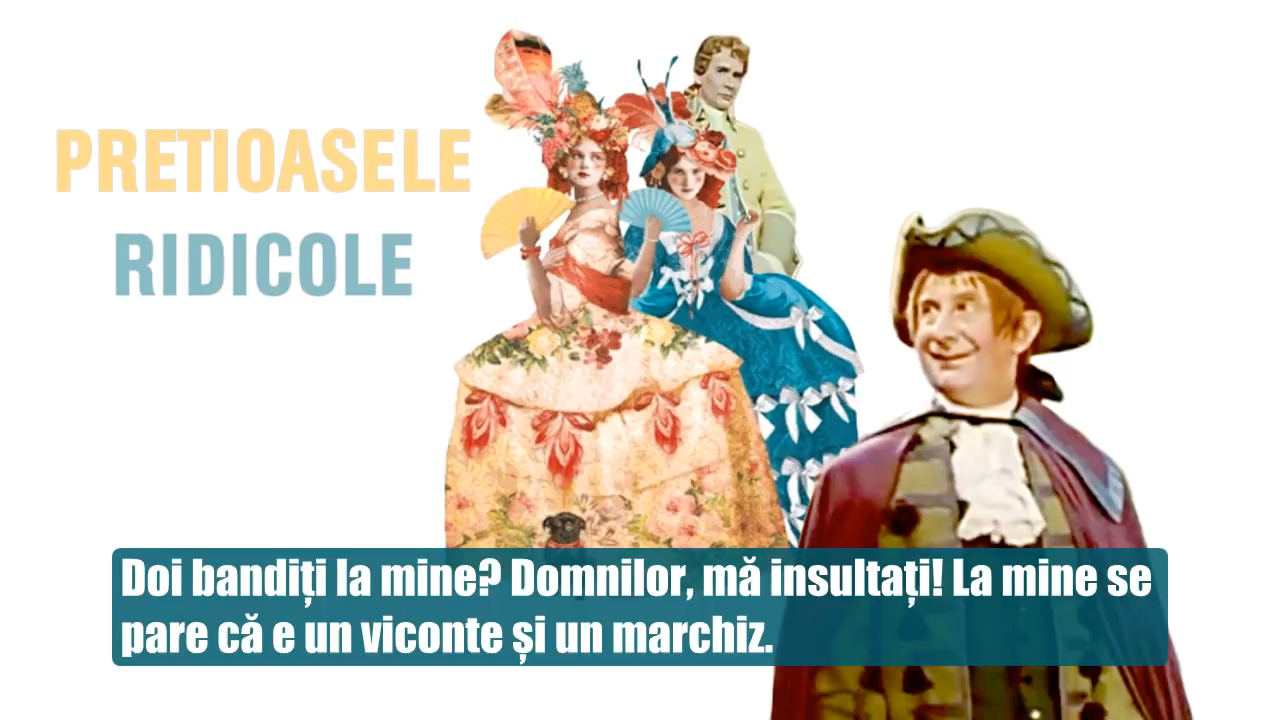 PRETIOASELE
RIDICOLE
Doi bandiți la mine? Domnilor, mă insultați! La mine se
pare că e un viconte și un marchiz.